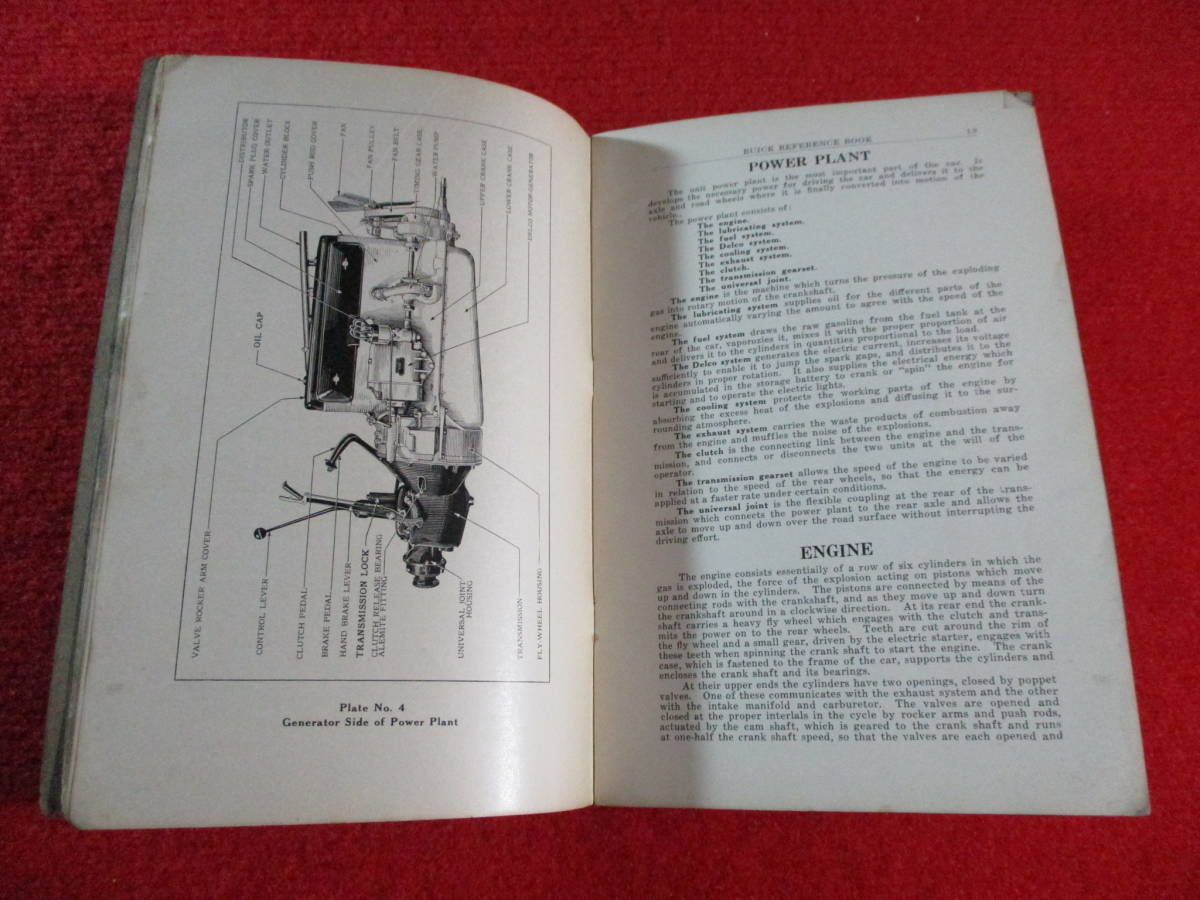 DISTRIBUTOR
SPARK PLUG COVER
WATER OUTLET
CYLINDER BLOCK
PUSH ROD COVER
FAN
FAN PULLEY
FAN BELT
TIMING GEAR CASE
WATER PUMP
UPPER CRANK CASE
LOWER CRANK CASE
DELCO MOTOR-GENERATOR
OIL CAP
VALVE ROCKER ARM COVER
CONTROL LEVER
CLUTCH PEDAL
BRAKE PEDAL
HAND BRAKE LEVER
TRANSMISSION LOCK
CLUTCH RELEASE BEARING
ALEMITE FITTING
UNIVERSAL JOINT
HOUSING
TRANSMISSION
FLY-WHEEL HOUSING
Plate No. 4
Generator Side of Power Plant
BUICK REFERENCE BOOK
POWER PLANT
The unit power plant is the most important part of the car. It
develops the necessary power for driving the car and delivers it to the
axle and road wheels where it is finally converted into motion of the
vehicle.
The power plant consists of:
The engine.
The lubricating system.
The fuel system.
The Delco system.
The cooling system.
The exhaust system.
The clutch.
The transmission gearset.
The universal joint.
The engine is the machine which turns the pressure of the exploding
gas into rotary motion of the crankshaft.
The lubricating system supplies oil for the different parts of the
engine automatically varying the amount to agree with the speed of the
engine.
The fuel system draws the raw gasoline from the fuel tank at the
rear of the car, vaporizes it, mixes it with the proper proportion of air
and delivers it to the cylinders in quantities proportional to the load.
The Delco system generates the electric current, increases its voltage
sufficiently to enable it to jump the spark gaps, and distributes it to the
cylinders in proper rotation. It also supplies the electrical energy which
is accumulated in the storage battery to crank or "spin" the engine for
starting and to operate the electric lights.
The cooling system protects the working parts of the engine by
absorbing the excess heat of the explosions and diffusing it to the sur-
rounding atmosphere.
The exhaust system carries the waste products of combustion away
from the engine and muffles the noise of the explosions.
The clutch is the connecting link between the engine and the trans-
mission, and connects or disconnects the two units at the will of the
operator.
The transmission gearset allows the speed of the engine to be varied
in relation to the speed of the rear wheels, so that the energy can be
applied at a faster rate under certain conditions.
The universal joint is the flexible coupling at the rear of the trans-
mission which connects the power plant to the rear axle and allows the
axle to move up and down over the road surface without interrupting the
driving effort.
ENGINE
The engine consists essentially of a row of six cylinders in which the
gas is exploded, the force of the explosion acting on pistons which move
up and down in the cylinders. The pistons are connected by means of the
connecting rods with the crankshaft, and as they move up and down turn
the crankshaft around in a clockwise direction. At its rear end the crank-
shaft carries a heavy fly wheel which engages with the clutch and trans-
mits the power on to the rear wheels. Teeth are cut around the rim of
the fly wheel and a small gear, driven by the electric starter, engages with
these teeth when spinning the crank shaft to start the engine. The crank
case, which is fastened to the frame of the car, supports the cylinders and
encloses the crank shaft and its bearings.
At their upper ends the cylinders have two openings, closed by poppet
valves. One of these communicates with the exhaust system and the other
with the intake manifold and carburetor. The valves are opened and
closed at the proper interlals in the cycle by rocker arms and push rods,
actuated by the cam shaft, which is geared to the crank shaft and runs
at one-half the crank shaft speed, so that the valves are each opened and